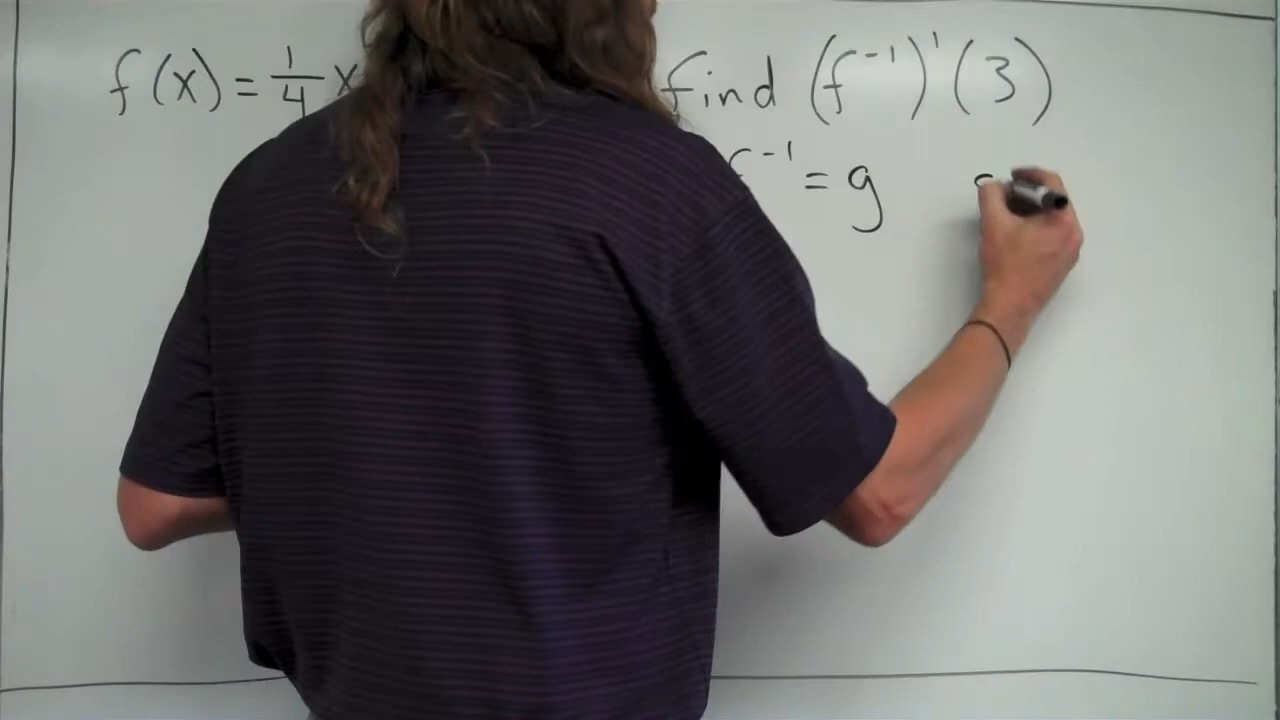 f(x) = 1/4 x find (f⁻¹)'(3)
f⁻¹ = g